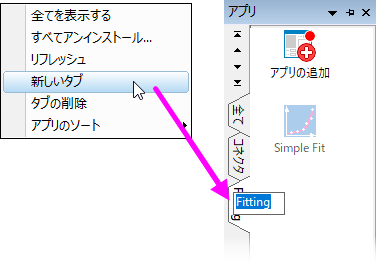 全てを表示する
すべてアンインストール...
リフレッシュ
新しいタブ
タブの削除
アプリのソート
アプリ
アプリの追加
全て
コネクタ
Simple Fit
Fitting